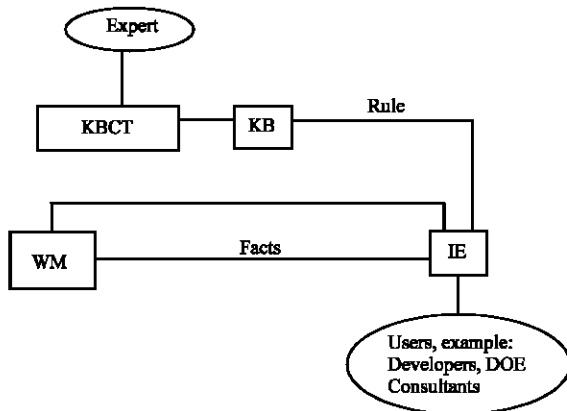 Expert
KBCT
KB
Rule
WM
Facts
IE
Users, example:
Developers, DOE
Consultants